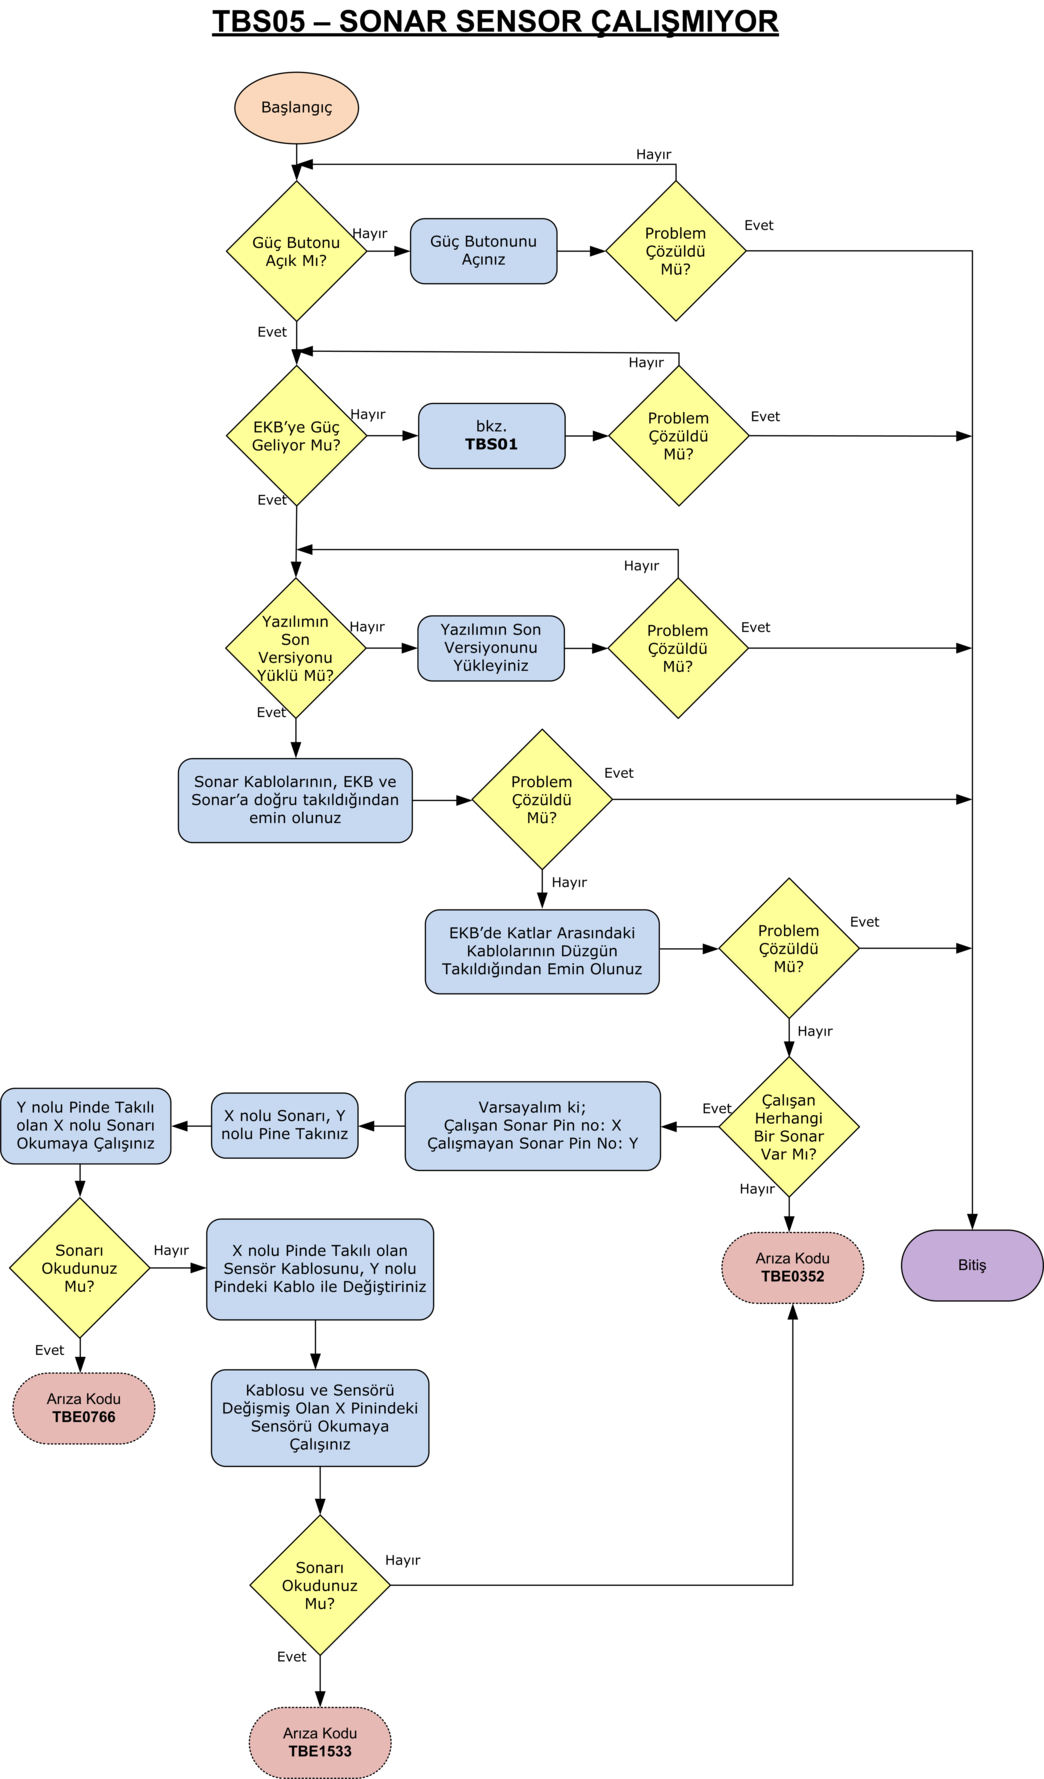 TBS05 – SONAR SENSOR ÇALIŞMIYOR
Başlangıç
Hayır
Güç Butonu
Açık Mı?
Hayır
Güç Butonunu
Açınız
Problem
Çözüldü
Mü?
Evet
Evet
Hayır
EKB’ye Güç
Geliyor Mu?
Hayır
bkz.
TBS01
Problem
Çözüldü
Mü?
Evet
Evet
Hayır
Yazılımın
Son
Versiyonu
Yüklü Mü?
Hayır
Yazılımın Son
Versiyonunu
Yükleyiniz
Problem
Çözüldü
Mü?
Evet
Evet
Sonar Kablolarının, EKB ve
Sonar’a doğru takıldığından
emin olunuz
Problem
Çözüldü
Mü?
Evet
Hayır
EKB’de Katlar Arasındaki
Kablolarının Düzgün
Takıldığından Emin Olunuz
Problem
Çözüldü
Mü?
Evet
Hayır
Çalışan
Herhangi
Bir Sonar
Var Mı?
Evet
Varsayalım ki;
Çalışan Sonar Pin no: X
Çalışmayan Sonar Pin No: Y
X nolu Sonarı, Y
nolu Pine Takınız
Y nolu Pinde Takılı
olan X nolu Sonarı
Okumaya Çalışınız
Hayır
Arıza Kodu
TBE0352
Bitiş
Sonarı
Okudunuz
Mu?
Hayır
X nolu Pinde Takılı olan
Sensör Kablosunu, Y nolu
Pindeki Kablo ile Değiştiriniz
Evet
Arıza Kodu
TBE0766
Kablosu ve Sensörü
Değişmiş Olan X Pinindeki
Sensörü Okumaya
Çalışınız
Sonarı
Okudunuz
Mu?
Hayır
Evet
Arıza Kodu
TBE1533